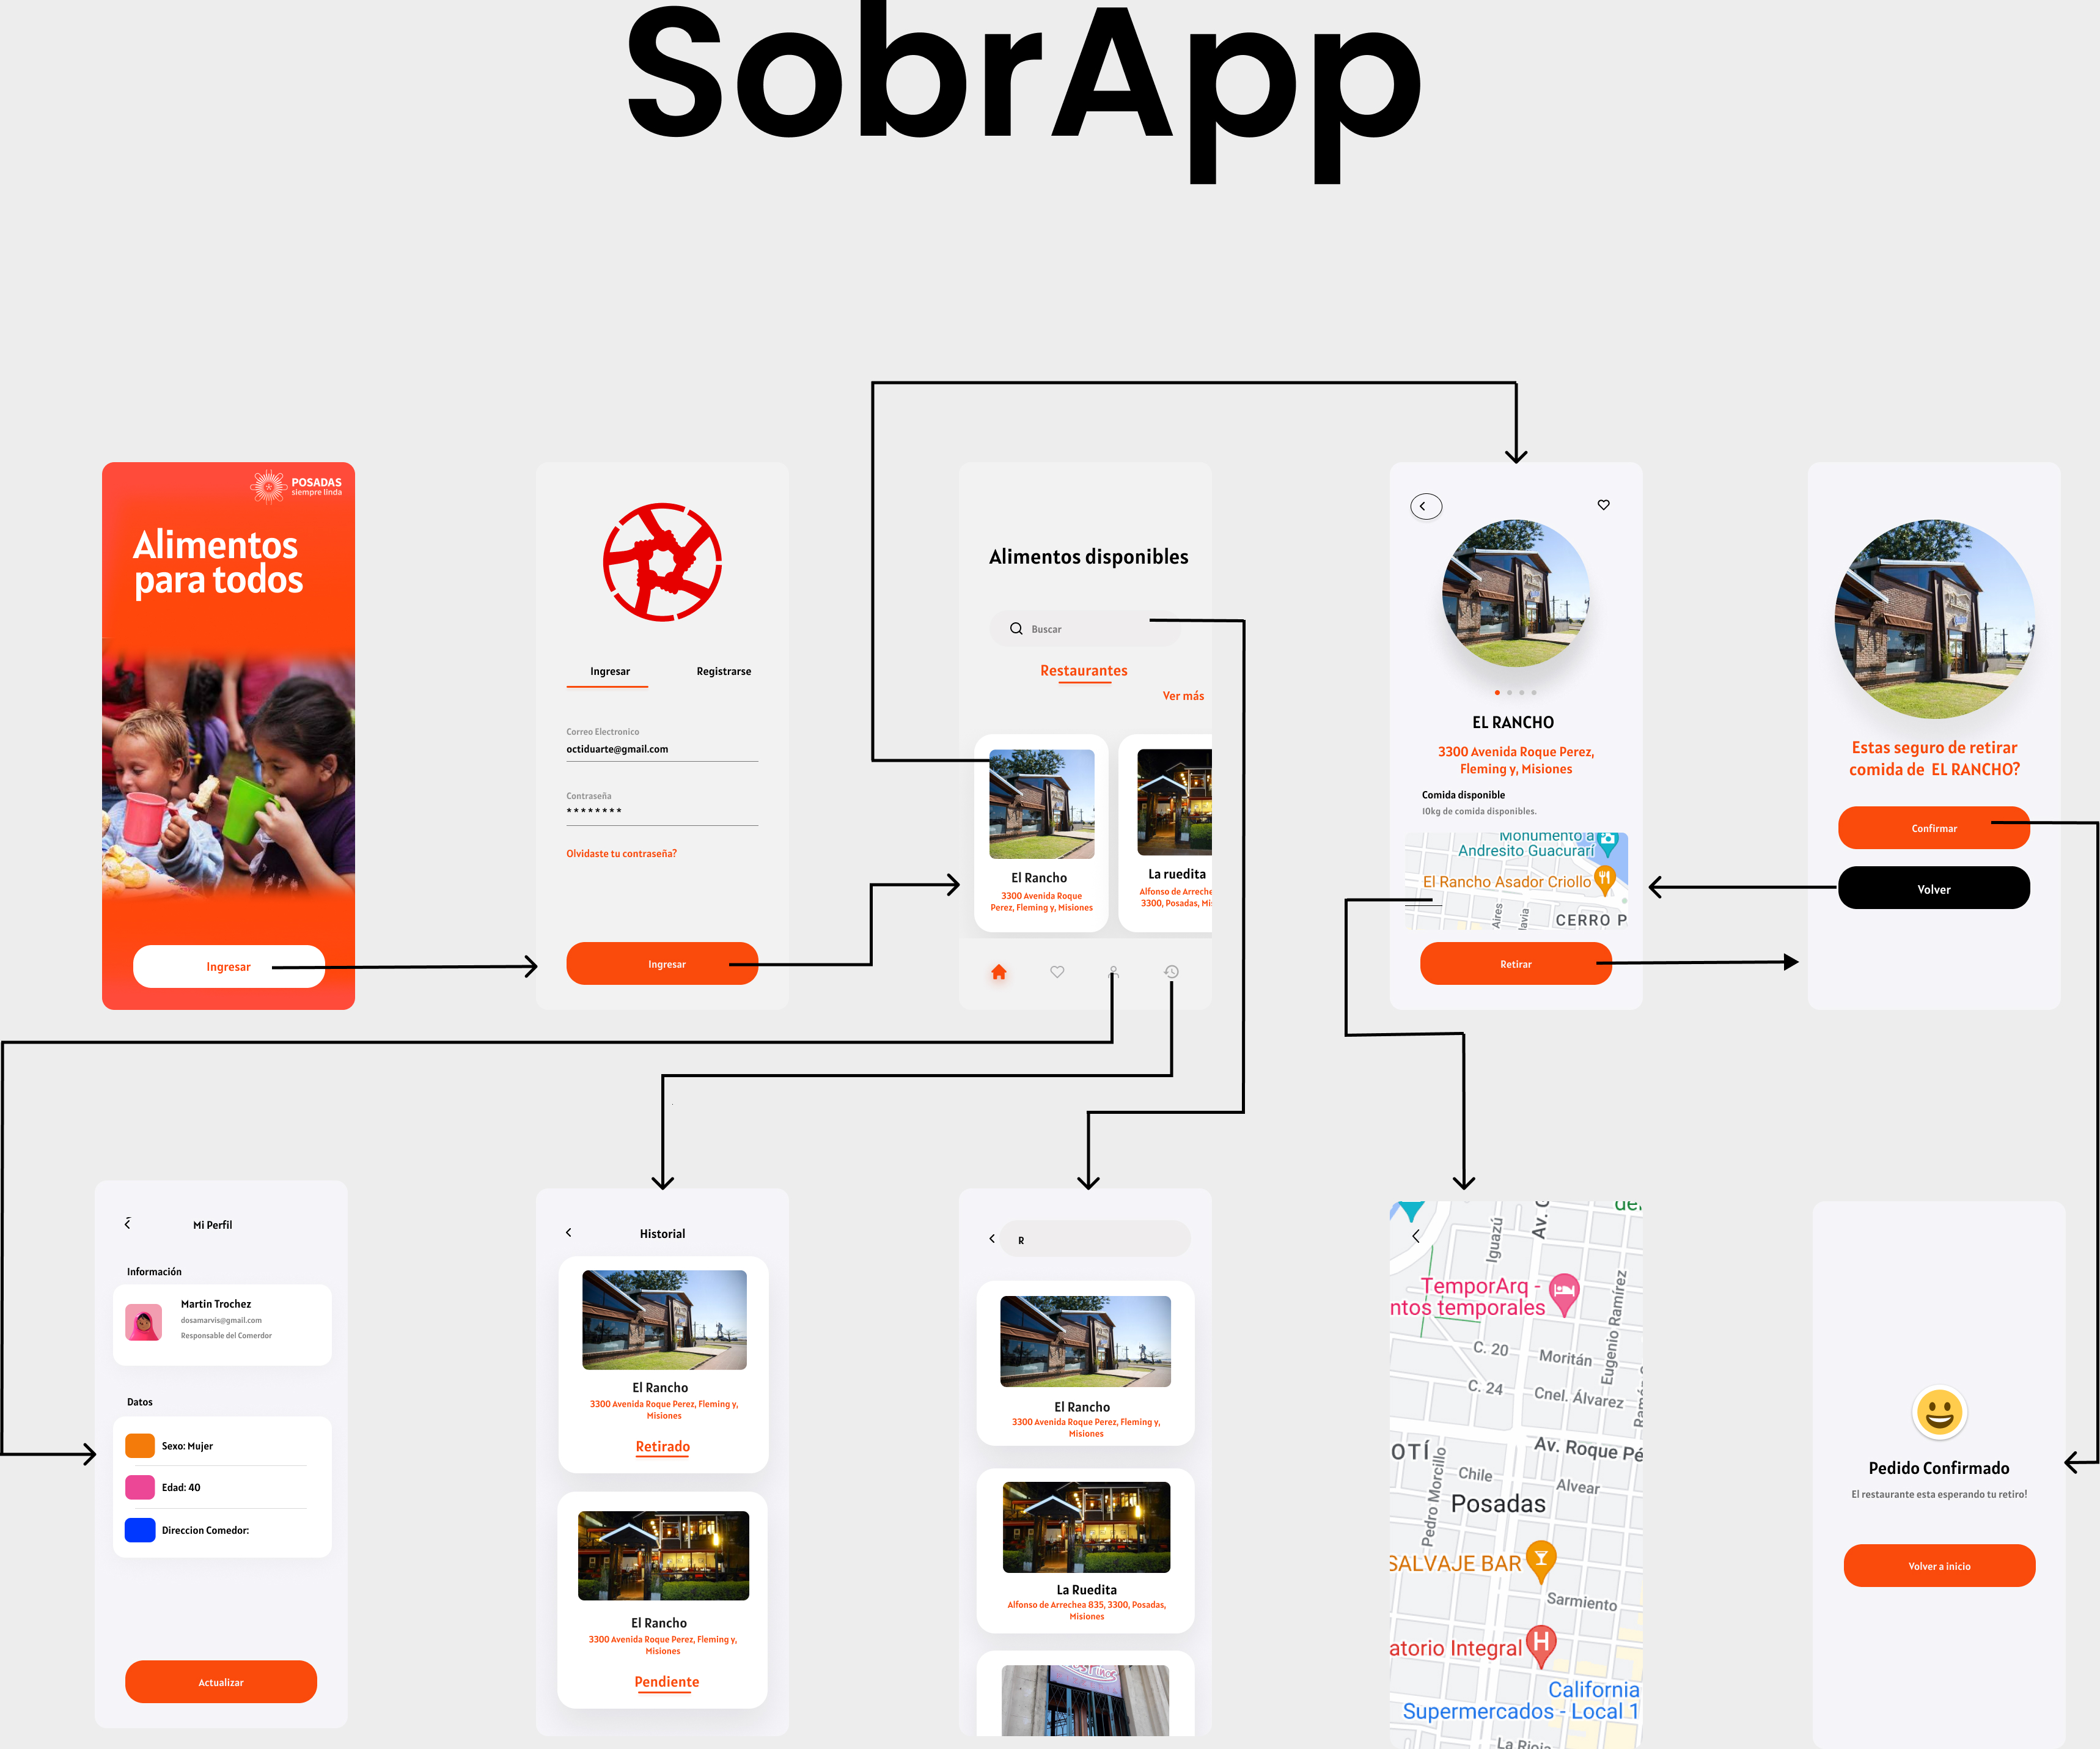 SobrApp
POSADAS
siempre linda
Alimentos
para todos
Ingresar
Ingresar
Registrarse
Correo Electronico
octiduarte@gmail.com
Contraseña
********
Olvidaste tu contraseña?
Ingresar
Alimentos disponibles
Buscar
Restaurantes
Ver más
El Rancho
3300 Avenida Roque
Perez, Fleming y, Misiones
La ruedita
Alfonso de Arreche
3300, Posadas, Mi
EL RANCHO
3300 Avenida Roque Perez,
Fleming y, Misiones
Comida disponible
10kg de comida disponibles.
Monumento a
Andresito Guacurarí
El Rancho Asador Criollo
Aires
lavia
CERRO P
Retirar
Estas seguro de retirar
comida de EL RANCHO?
Confirmar
Volver
Mi Perfil
Información
Martin Trochez
dosamarvis@gmail.com
Responsable del Comerdor
Datos
Sexo: Mujer
Edad: 40
Direccion Comedor:
Actualizar
Historial
El Rancho
3300 Avenida Roque Perez, Fleming y,
Misiones
Retirado
El Rancho
3300 Avenida Roque Perez, Fleming y,
Misiones
Pendiente
R
El Rancho
3300 Avenida Roque Perez, Fleming y,
Misiones
La Ruedita
Alfonso de Arrechea 835, 3300, Posadas,
Misiones
del
Iguazú
Av. C
TemporArq -
ntos temporales
Eugenio Ramírez
C. 20
Moritán
C. 24
Cnel. Álvarez
Av. Roque Pé
OTÍ
Pedro Morcillo
Chile
Alvear
Posadas
SALVAJE BAR
Sarmiento
atorio Integral
H
California
Supermercados - Local 1
La Rioja
Pedido Confirmado
El restaurante esta esperando tu retiro!
Volver a inicio